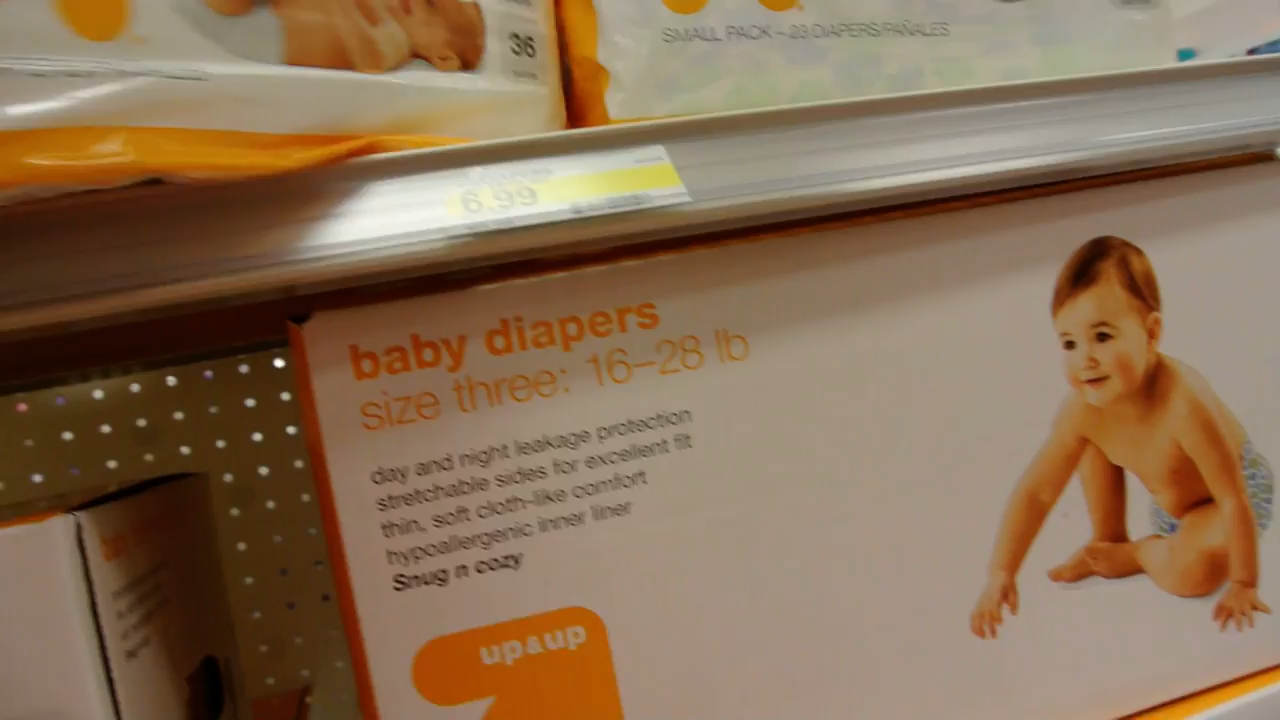 36
SMALL PACK – 23 DIAPERS/PAÑALES
6.99
baby diapers
size three: 16–28 lb
day and night leakage protection
stretchable sides for excellent fit
thin, soft cloth-like comfort
hypoallergenic inner liner
Snug n cozy
up&up